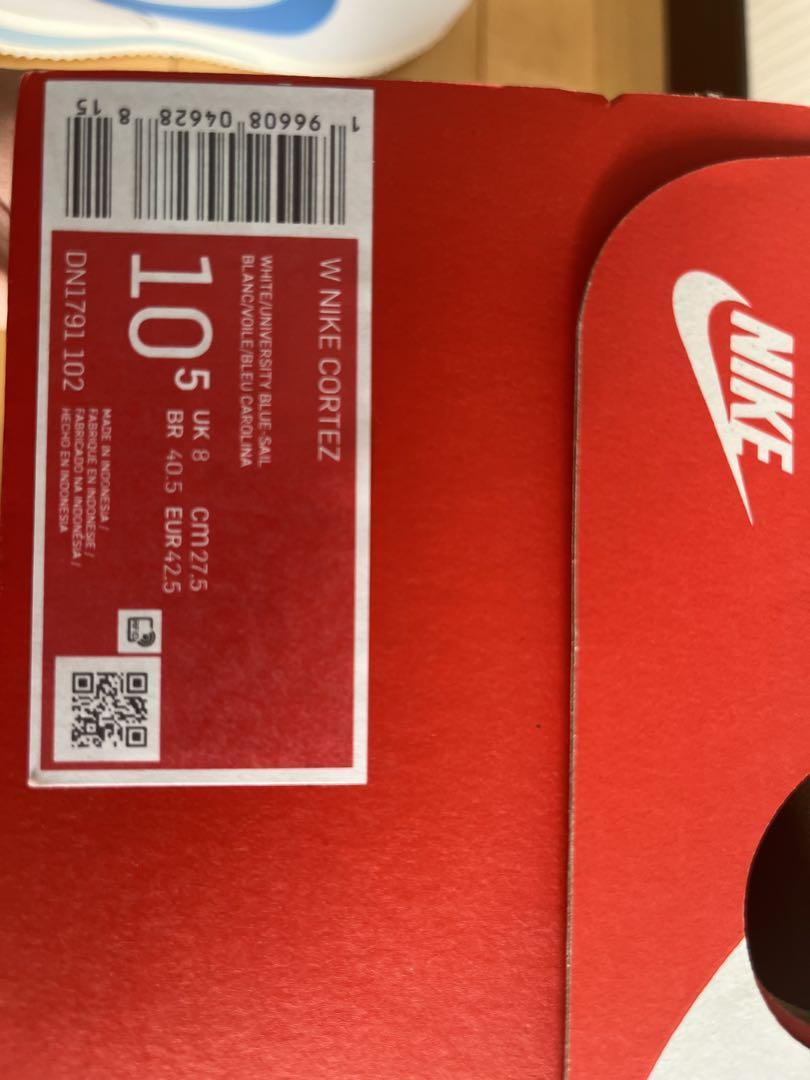 W NIKE CORTEZ
WHITE/UNIVERSITY BLUE-SAIL
BLANC/VOILE/BLEU CAROLINA
10 5
UK 8 cm 27.5
BR 40.5 EUR 42.5
DN1791 102
MADE IN INDONESIA /
FABRIQUE EN INDONESIE /
FABRICADO NA INDONÉSIA /
HECHO EN INDONESIA
1 96608 04628 8 15
NIKE